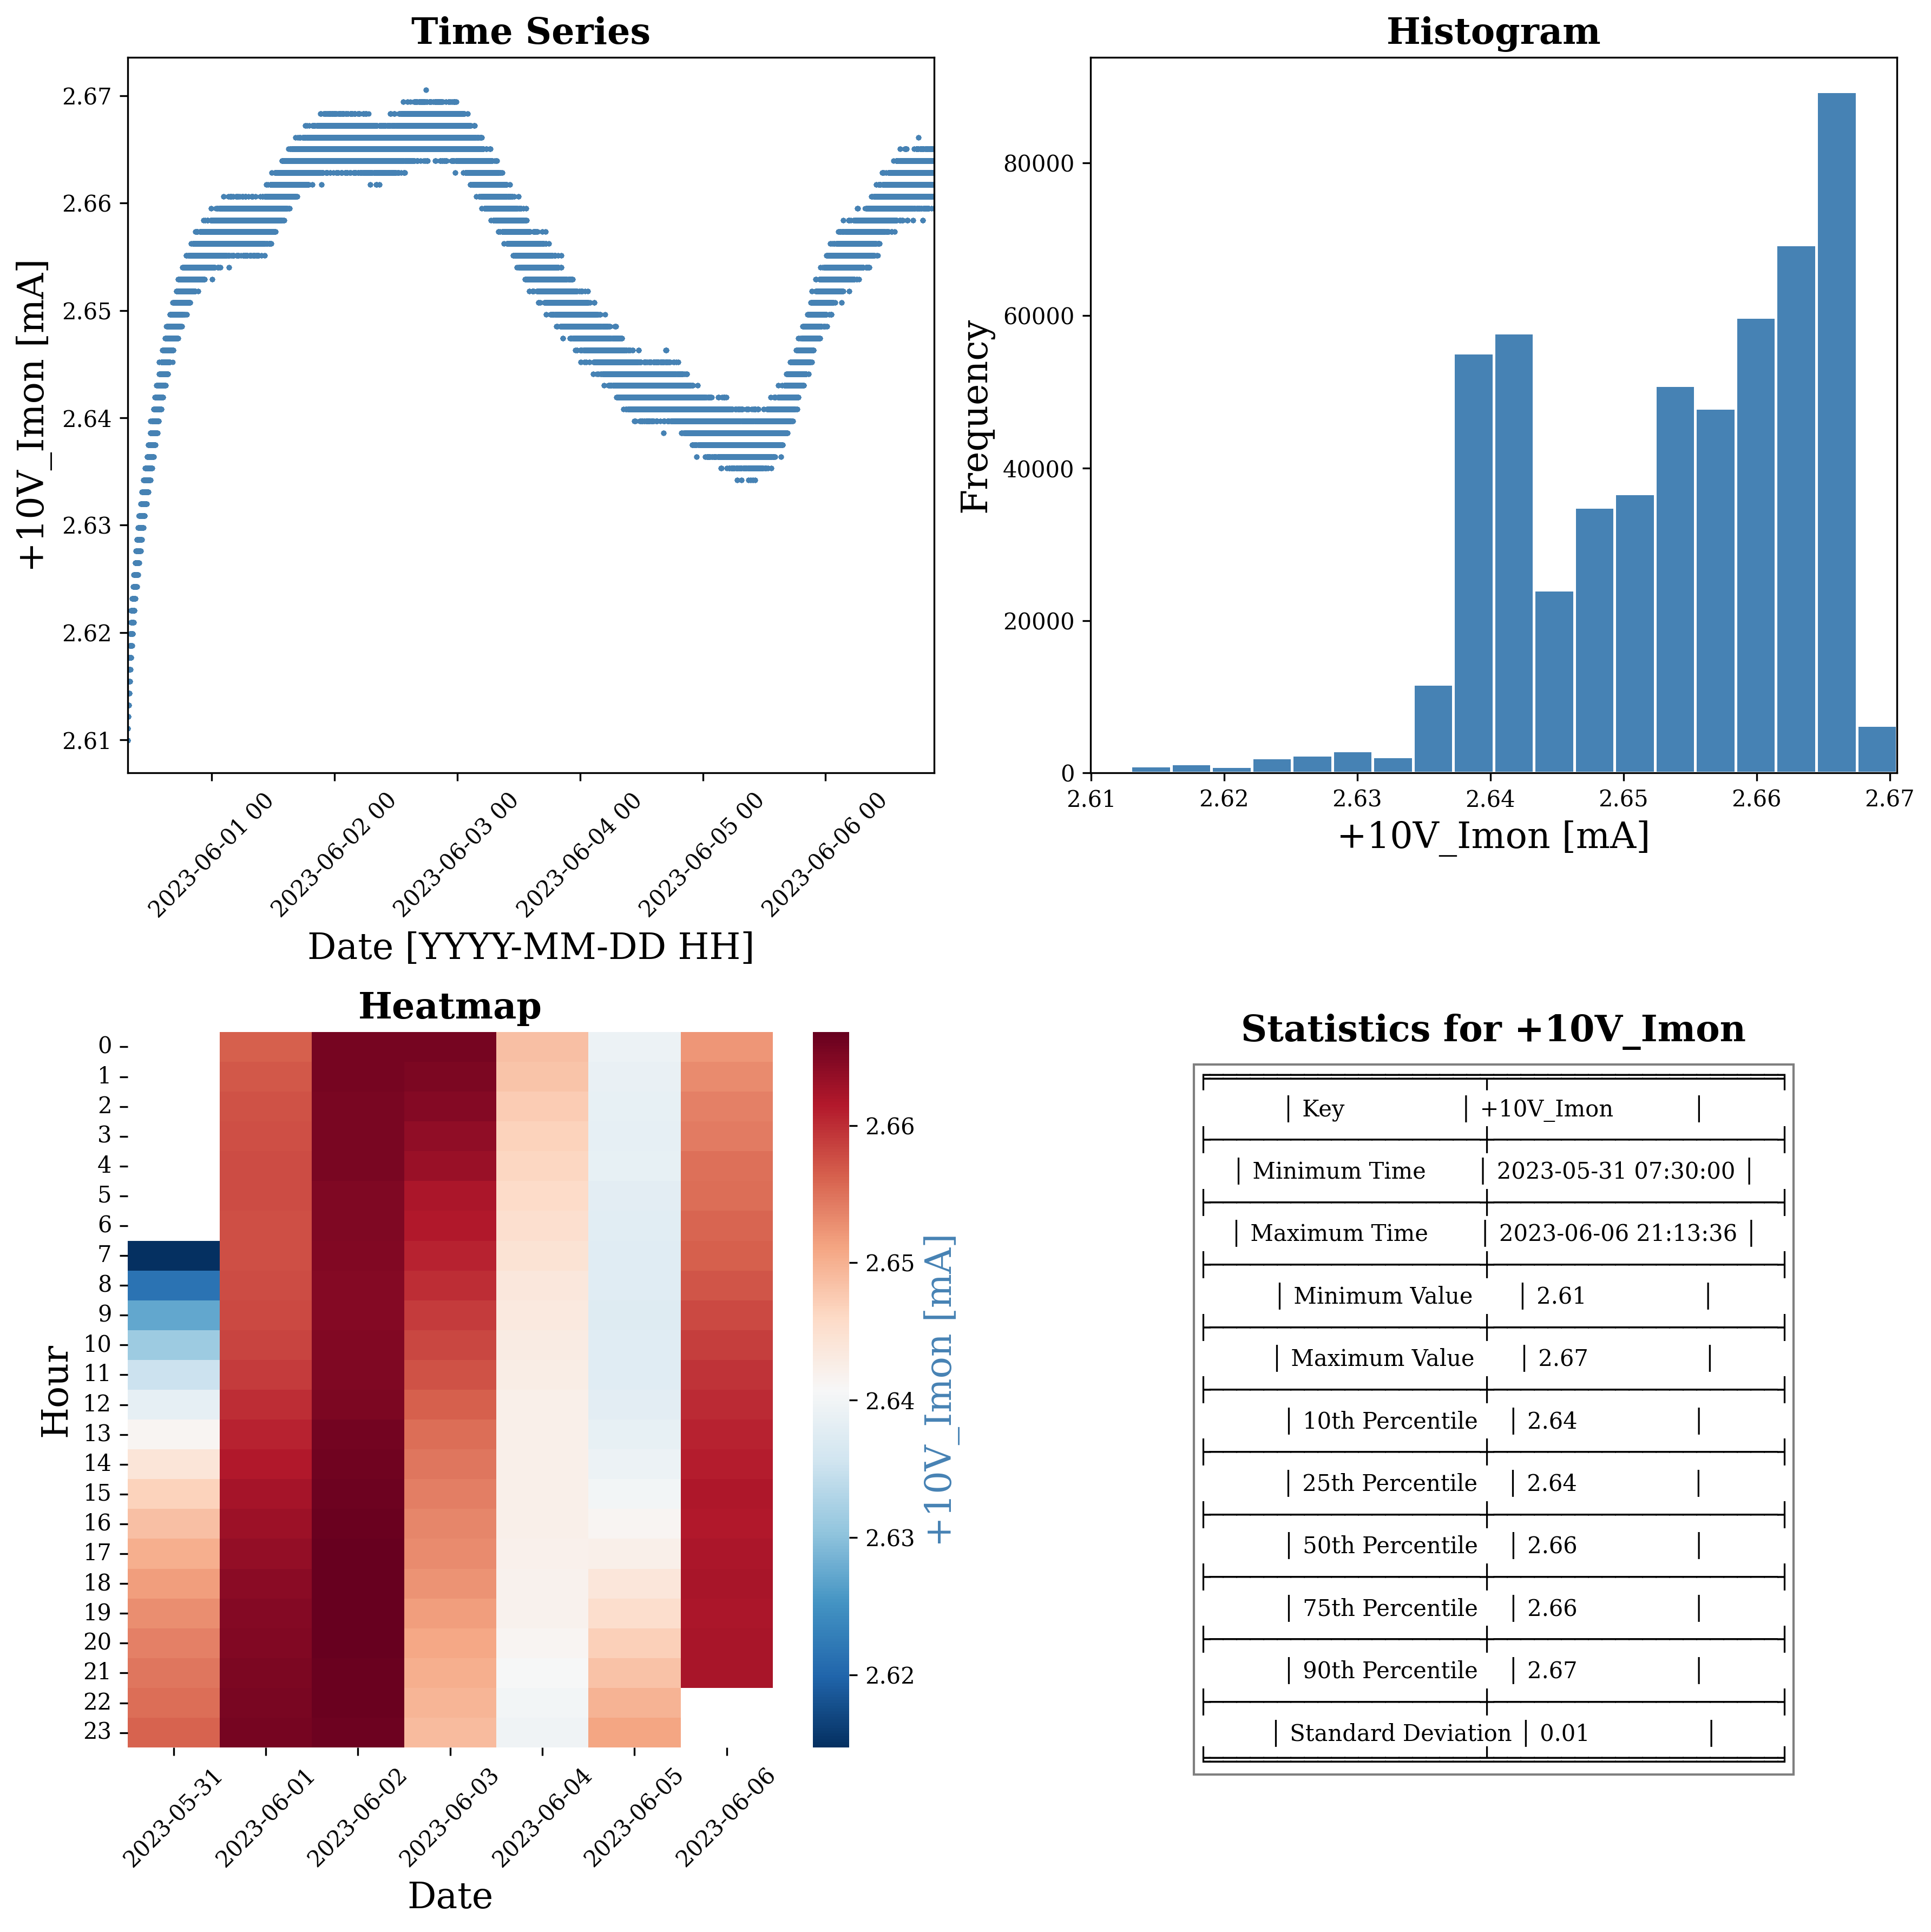 Time Series
+10V_Imon [mA]
2.67
2.66
2.65
2.64
2.63
2.62
2.61
2023-06-01 00
2023-06-02 00
2023-06-03 00
2023-06-04 00
2023-06-05 00
2023-06-06 00
Date [YYYY-MM-DD HH]
Histogram
Frequency
80000
60000
40000
20000
0
2.61 2.62 2.63 2.64 2.65 2.66 2.67
+10V_Imon [mA]
Heatmap
Hour
0
1
2
3
4
5
6
7
8
9
10
11
12
13
14
15
16
17
18
19
20
21
22
23
2023-05-31
2023-06-01
2023-06-02
2023-06-03
2023-06-04
2023-06-05
2023-06-06
Date
2.66
2.65
2.64
2.63
2.62
+10V_Imon [mA]
Statistics for +10V_Imon
| Key | +10V_Imon |
| Minimum Time | 2023-05-31 07:30:00 |
| Maximum Time | 2023-06-06 21:13:36 |
| Minimum Value | 2.61 |
| Maximum Value | 2.67 |
| 10th Percentile | 2.64 |
| 25th Percentile | 2.64 |
| 50th Percentile | 2.66 |
| 75th Percentile | 2.66 |
| 90th Percentile | 2.67 |
| Standard Deviation | 0.01 |